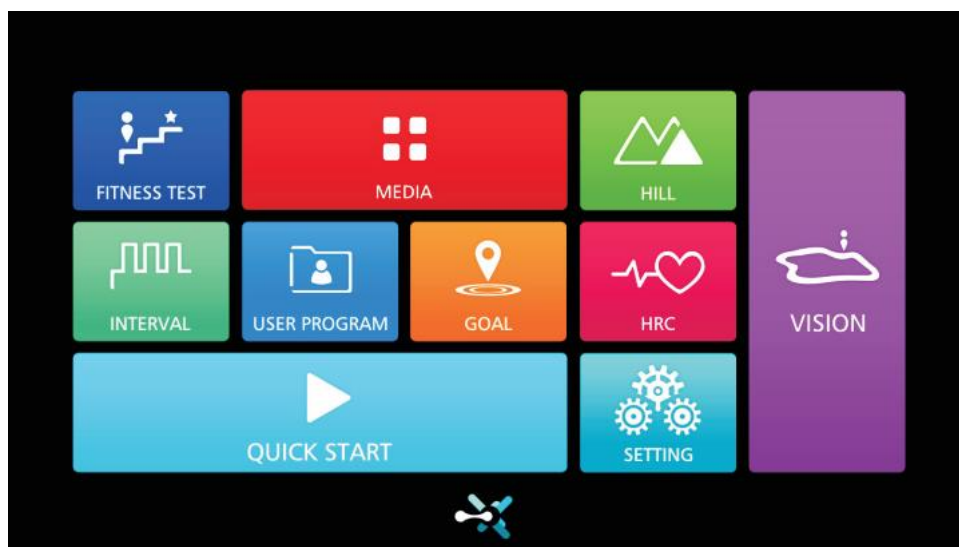 FITNESS TEST
MEDIA
HILL
INTERVAL
USER PROGRAM
GOAL
HRC
VISION
QUICK START
SETTING